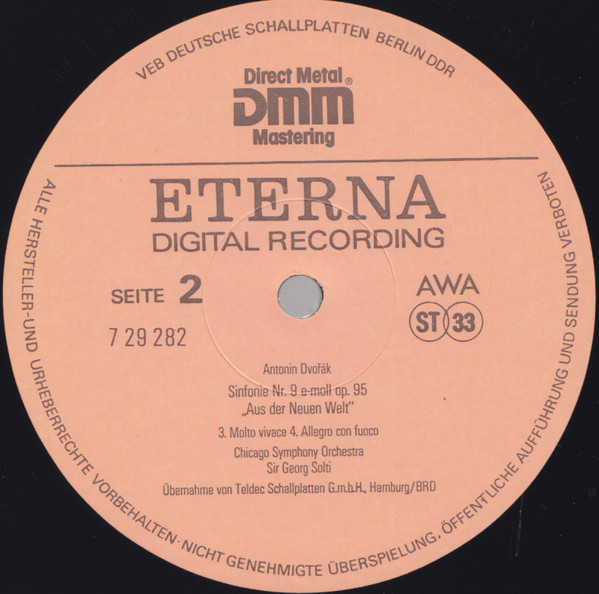 VEB DEUTSCHE SCHALLPLATTEN BERLIN DDR
Direct Metal®
DMM
Mastering
ETERNA
DIGITAL RECORDING
SEITE 2
AWA
7 29 282
ST 33
Antonin Dvořák
Sinfonie Nr. 9 e-moll op. 95
„Aus der Neuen Welt"
3. Molto vivace 4. Allegro con fuoco
Chicago Symphony Orchestra
Sir Georg Solti
Übernahme von Teldec Schallplatten G.m.b.H., Hamburg/BRD
ALLE HERSTELLER-UND URHEBERRECHTE VORBEHALTEN·NICHT GENEHMIGTE ÜBERSPIELUNG, ÖFFENTLICHE AUFFÜHRUNG UND SENDUNG VERBOTEN